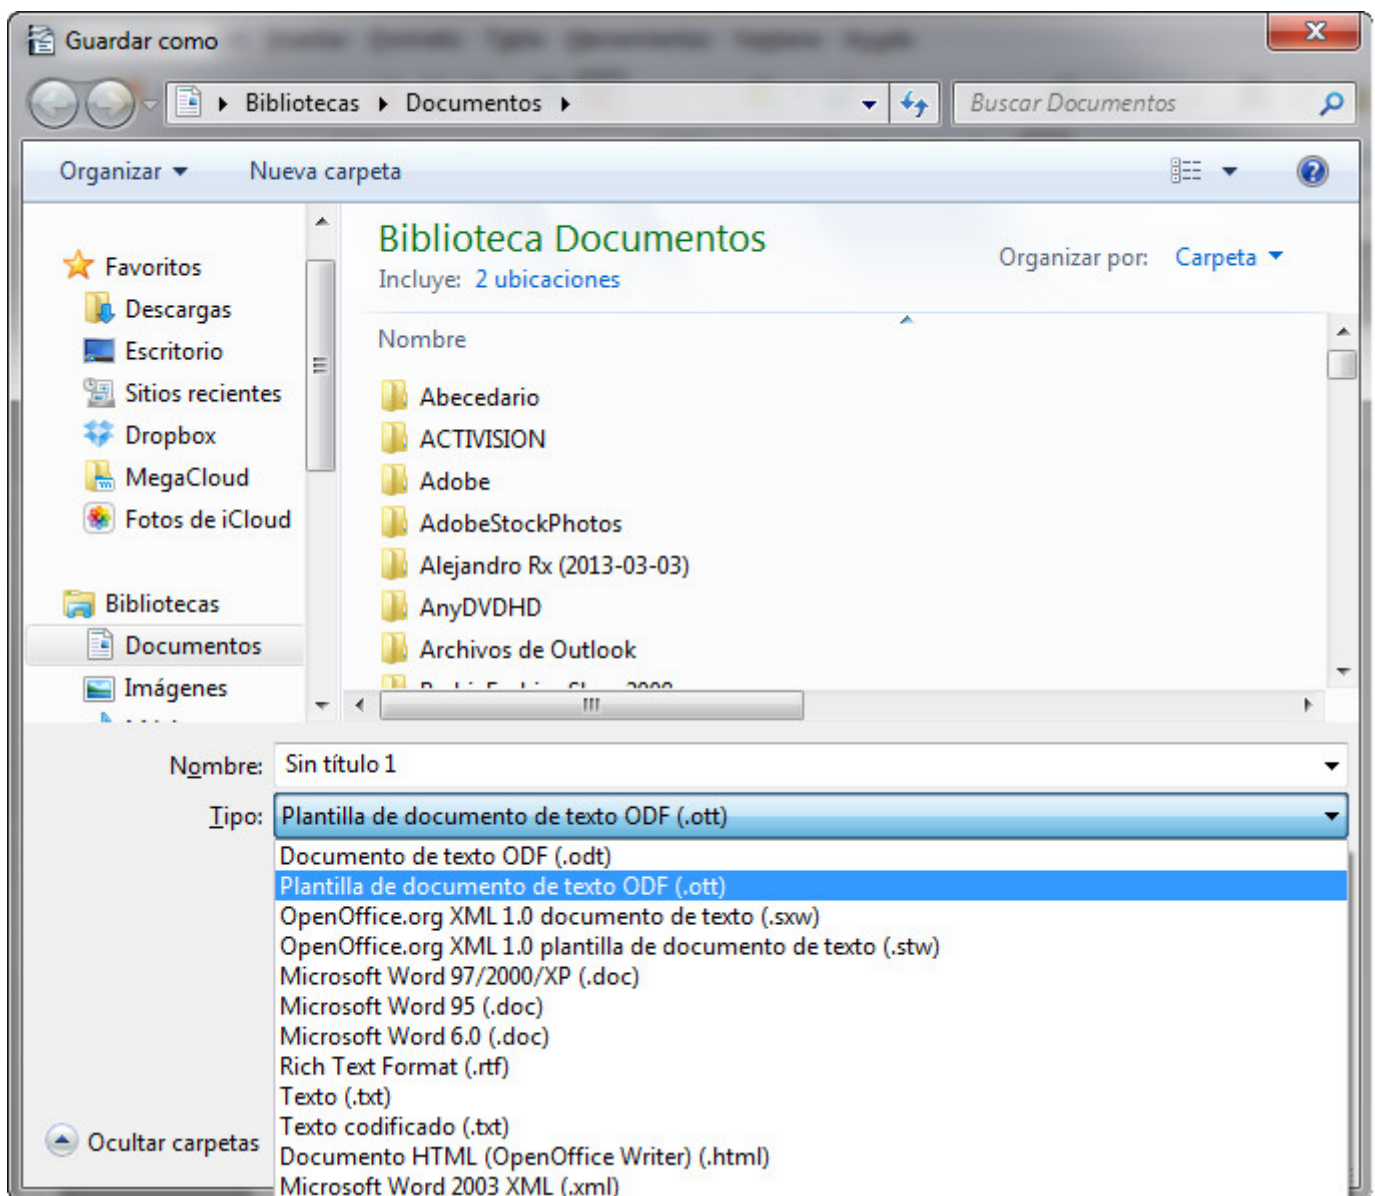 Guardar como
Bibliotecas Documentos
Buscar Documentos
Organizar
Nueva carpeta
Favoritos
Descargas
Escritorio
Sitios recientes
Dropbox
MegaCloud
Fotos de iCloud
Bibliotecas
Documentos
Imágenes
Biblioteca Documentos
Incluye: 2 ubicaciones
Organizar por: Carpeta
Nombre
Abecedario
ACTIVISION
Adobe
AdobeStockPhotos
Alejandro Rx (2013-03-03)
AnyDVDHD
Archivos de Outlook
Nombre: Sin título 1
Tipo: Plantilla de documento de texto ODF (.ott)
Documento de texto ODF (.odt)
Plantilla de documento de texto ODF (.ott)
OpenOffice.org XML 1.0 documento de texto (.sxw)
OpenOffice.org XML 1.0 plantilla de documento de texto (.stw)
Microsoft Word 97/2000/XP (.doc)
Microsoft Word 95 (.doc)
Microsoft Word 6.0 (.doc)
Rich Text Format (.rtf)
Texto (.txt)
Texto codificado (.txt)
Documento HTML (OpenOffice Writer) (.html)
Microsoft Word 2003 XML (.xml)
Ocultar carpetas